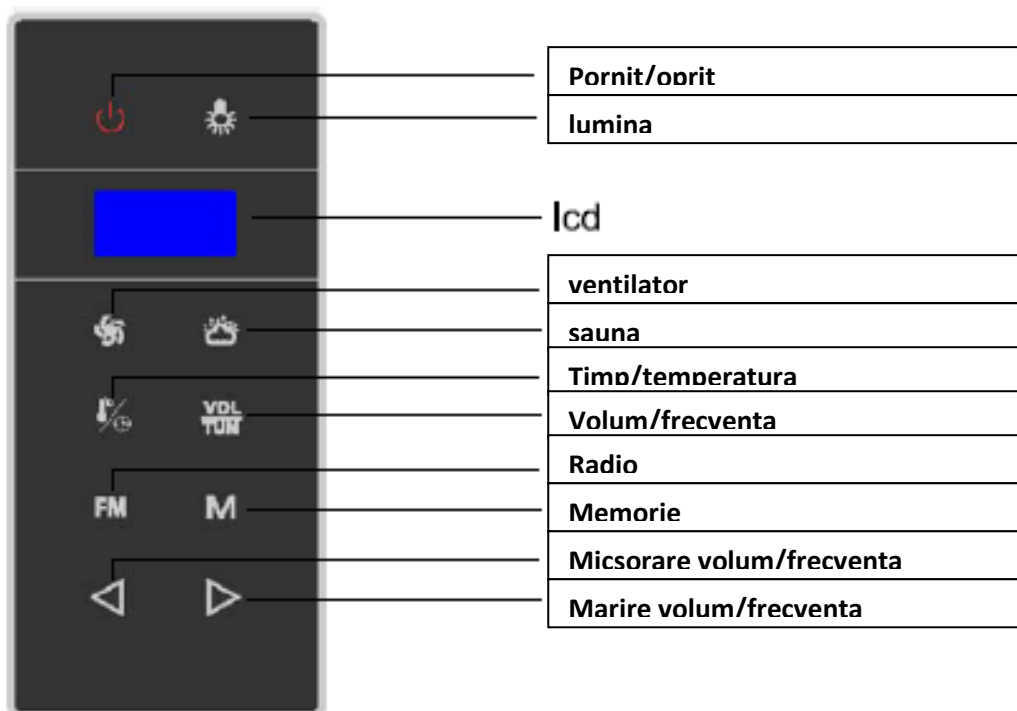 Pornit/oprit
lumina
lcd
ventilator
sauna
Timp/temperatura
VOL
TUN
Volum/frecventa
FM
Radio
M
Memorie
Micsorare volum/frecventa
Marire volum/frecventa